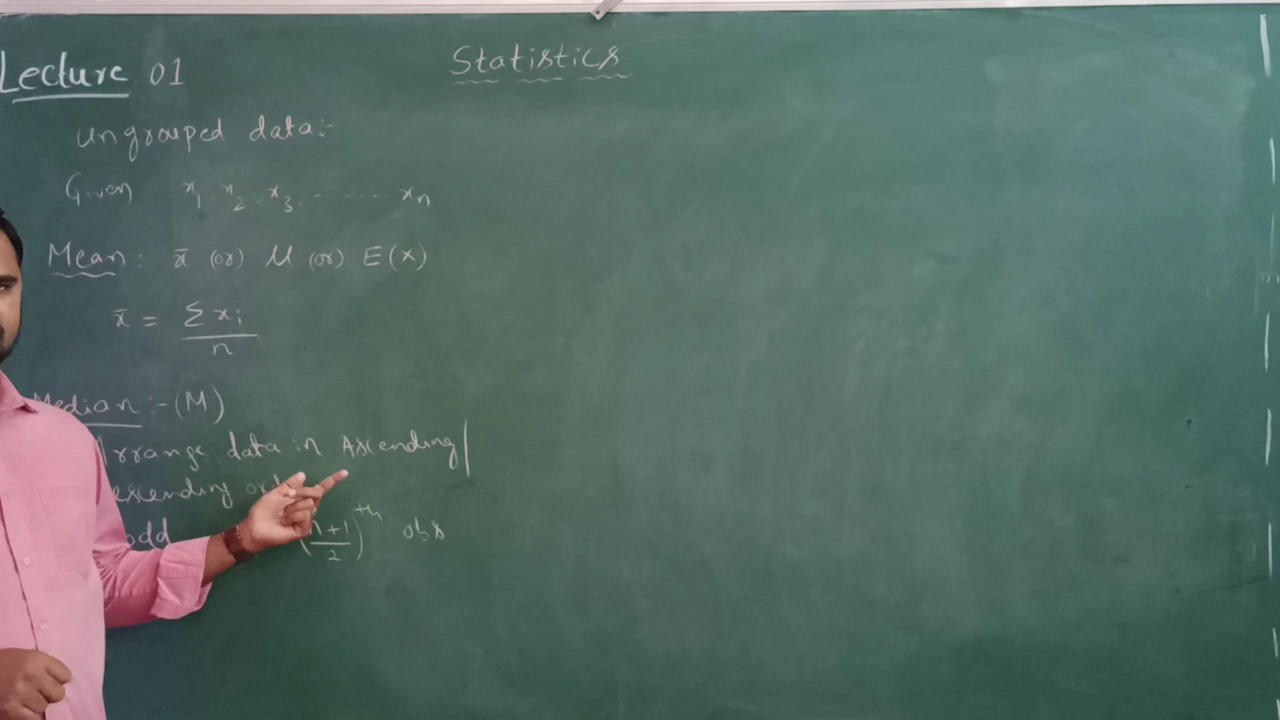 Statistics
Lecture 01
ungrouped data:-
Given x₁, x₂, x₃, ........ xₙ
Mean : x̄ (or) μ (or) E(x)
x̄ = Σxᵢ / n
Median :- (M)
Arrange data in Ascending|
escending
odd (n+1 / 2)ᵗʰ obs